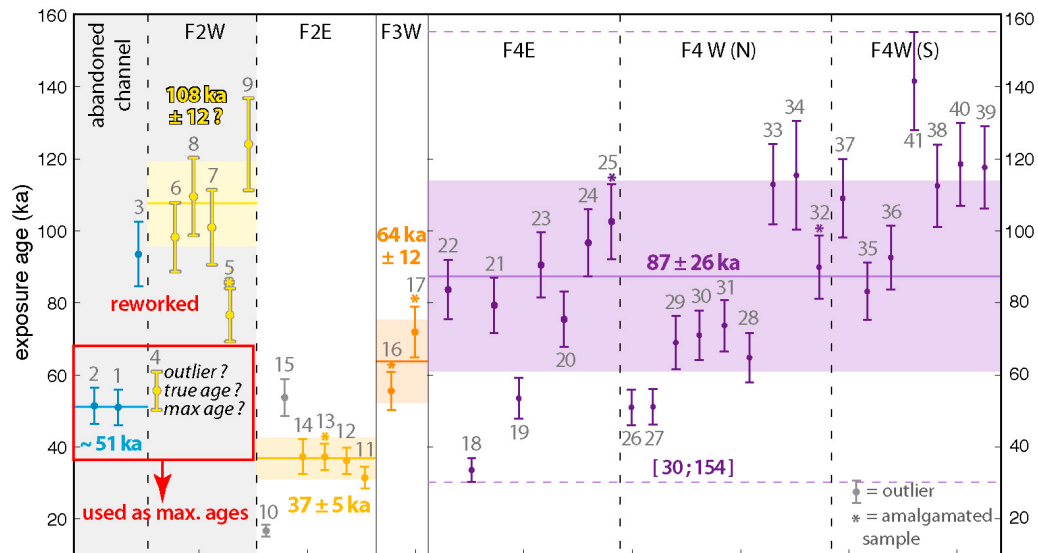 exposure age (ka)
160
140
120
100
80
60
40
20
160
140
120
100
80
60
40
20
abandoned
channel
F2W
F2E
F3W
F4E
F4W (N)
F4W (S)
108 ka
± 12 ?
3
6
8
7
5
*
9
reworked
2
1
4
outlier ?
true age ?
max age ?
~ 51 ka
used as max. ages
10
15
14
13
*
12
11
37 ± 5 ka
64 ka
± 12
16
*
17
*
22
18
21
19
23
20
24
25
*
26
27
29
30
31
28
33
34
32
*
87 ± 26 ka
[ 30 ; 154 ]
37
35
36
41
38
40
39
= outlier
* = amalgamated
sample